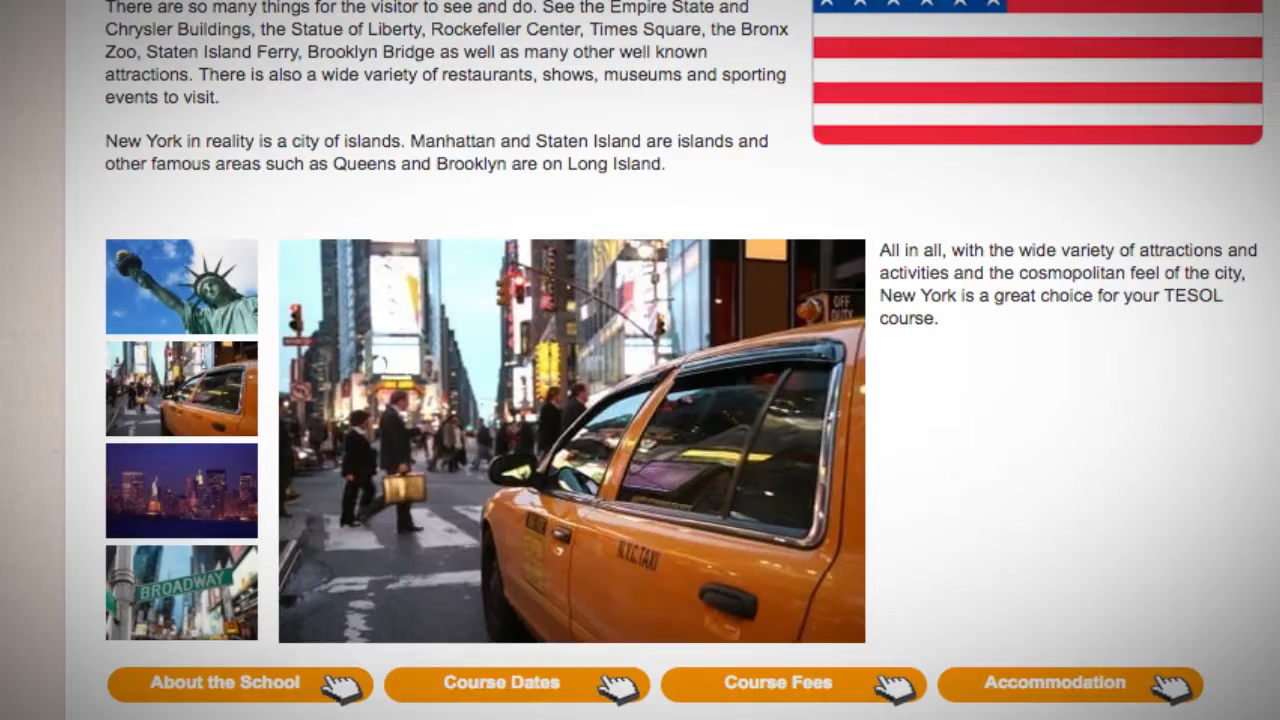 There are so many things for the visitor to see and do. See the Empire State and
Chrysler Buildings, the Statue of Liberty, Rockefeller Center, Times Square, the Bronx
Zoo, Staten Island Ferry, Brooklyn Bridge as well as many other well known
attractions. There is also a wide variety of restaurants, shows, museums and sporting
events to visit.
New York in reality is a city of islands. Manhattan and Staten Island are islands and
other famous areas such as Queens and Brooklyn are on Long Island.
All in all, with the wide variety of attractions and
activities and the cosmopolitan feel of the city,
New York is a great choice for your TESOL
course.
OFF
DUTY
N.Y.C.TAXI
BROADWAY
About the School
Course Dates
Course Fees
Accommodation